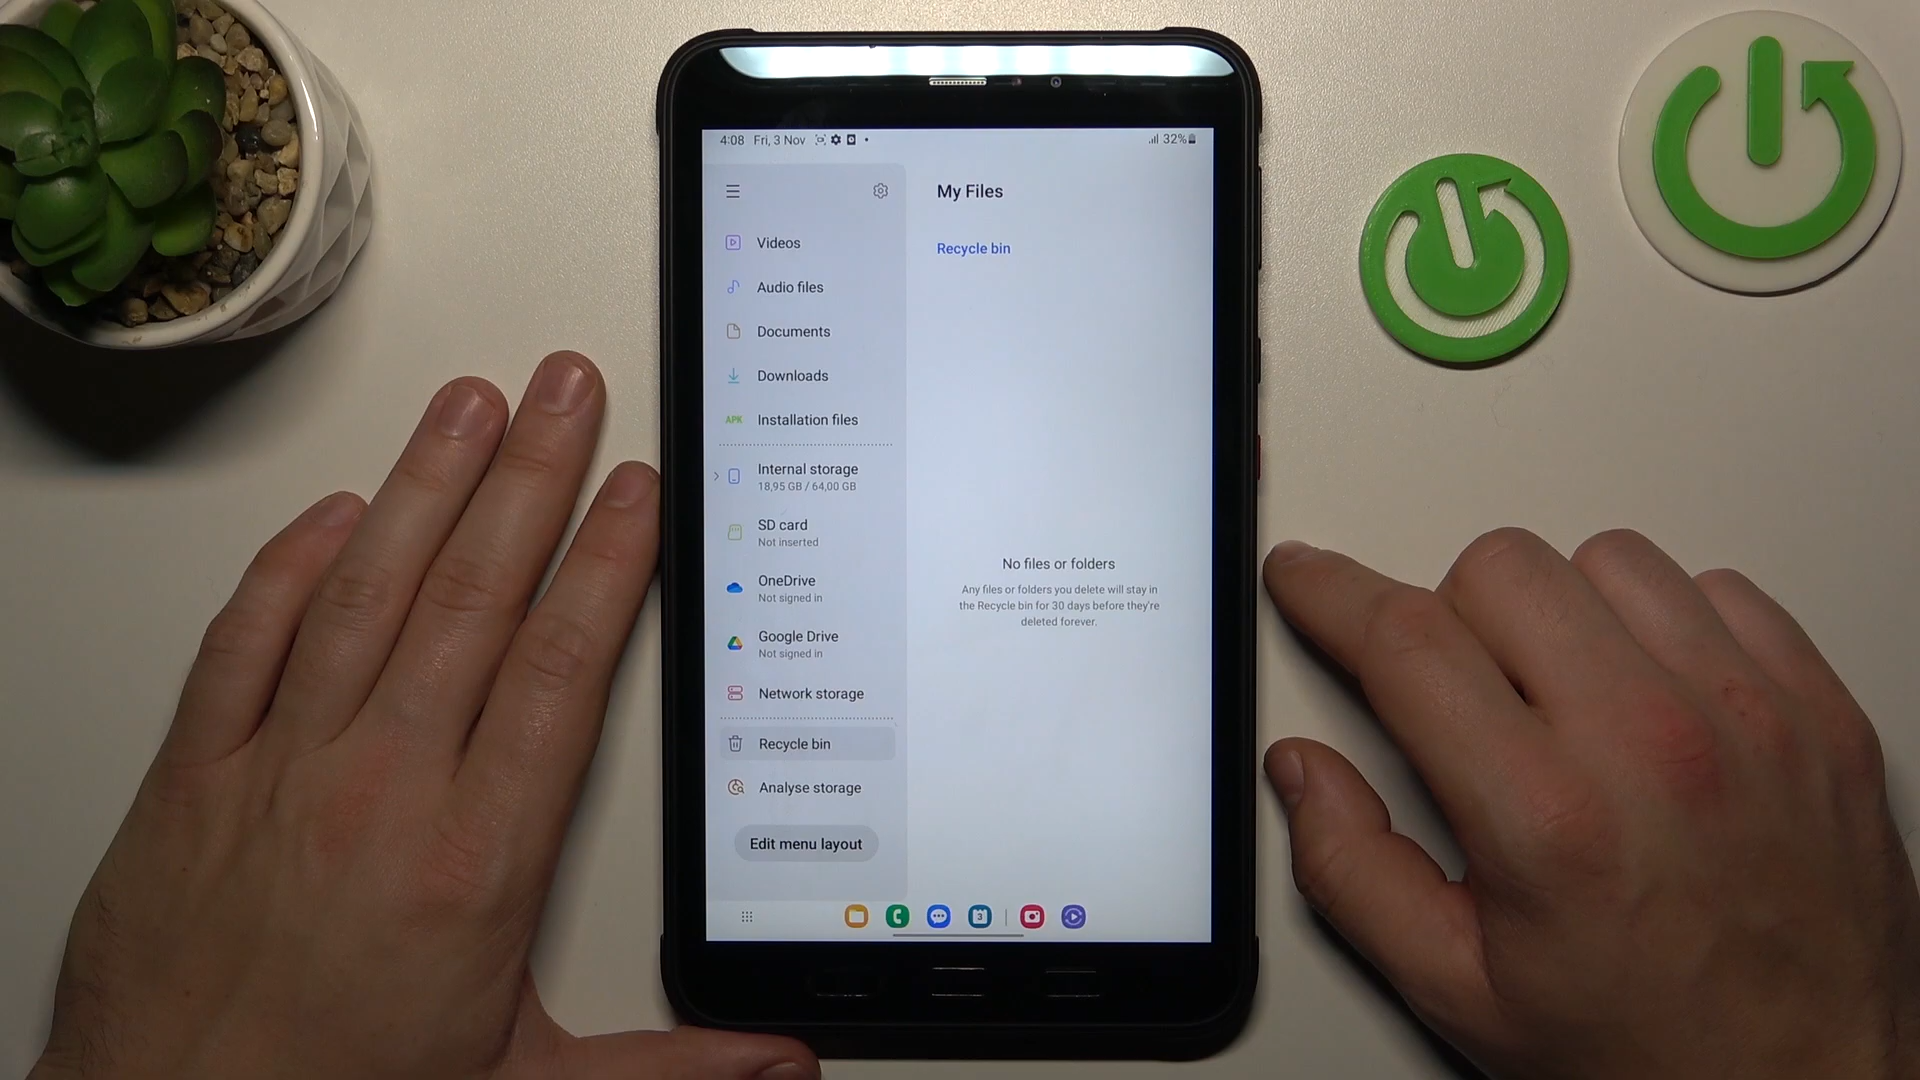 4:08 Fri, 3 Nov
32%
My Files
Recycle bin
Videos
Audio files
Documents
Downloads
APK Installation files
Internal storage
18,95 GB / 64,00 GB
SD card
Not inserted
OneDrive
Not signed in
Google Drive
Not signed in
Network storage
Recycle bin
Analyse storage
Edit menu layout
No files or folders
Any files or folders you delete will stay in
the Recycle bin for 30 days before they're
deleted forever.
3